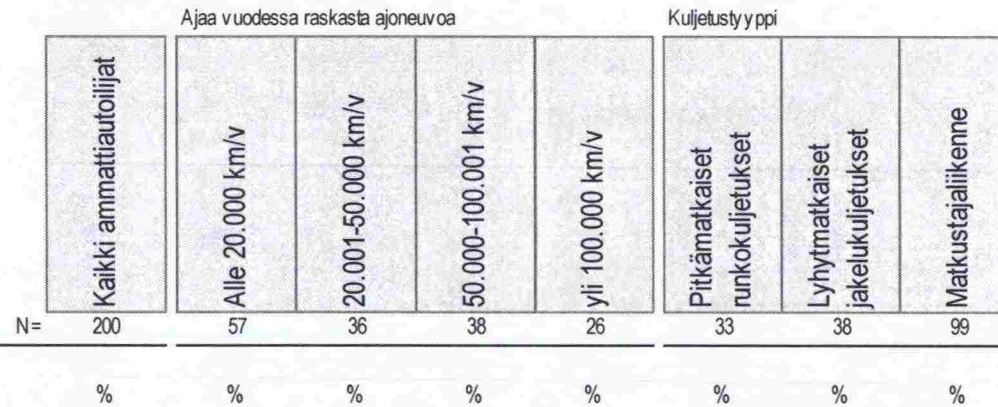 Ajaa vuodessa raskasta ajoneuvoa
Kuljetustyyppi
Kaikki ammattiautoilijat
Alle 20.000 km/v
20.001-50.000 km/v
50.000-100.001 km/v
yli 100.000 km/v
Pitkämatkaiset
runkokuljetukset
Lyhytmatkaiset
jakelukuljetukset
Matkustajaliikenne
N= 200 57 36 38 26 33 38 99
% % % % % % % %